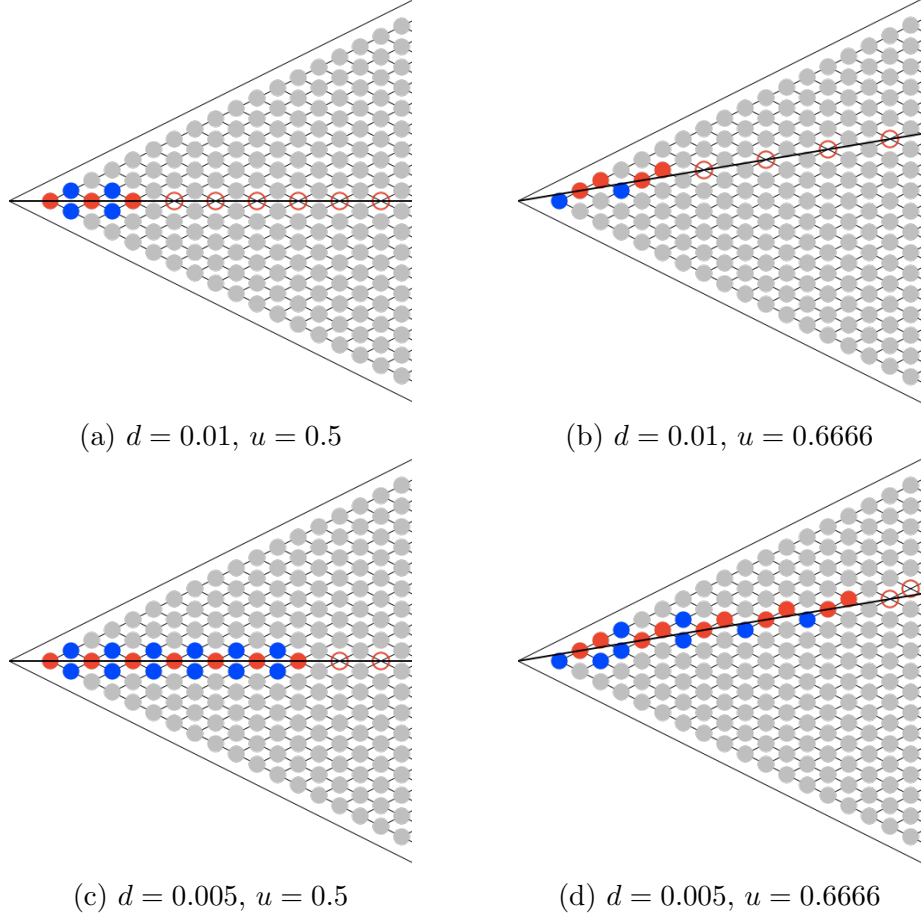 (a) d = 0.01, u = 0.5
(b) d = 0.01, u = 0.6666
(c) d = 0.005, u = 0.5
(d) d = 0.005, u = 0.6666